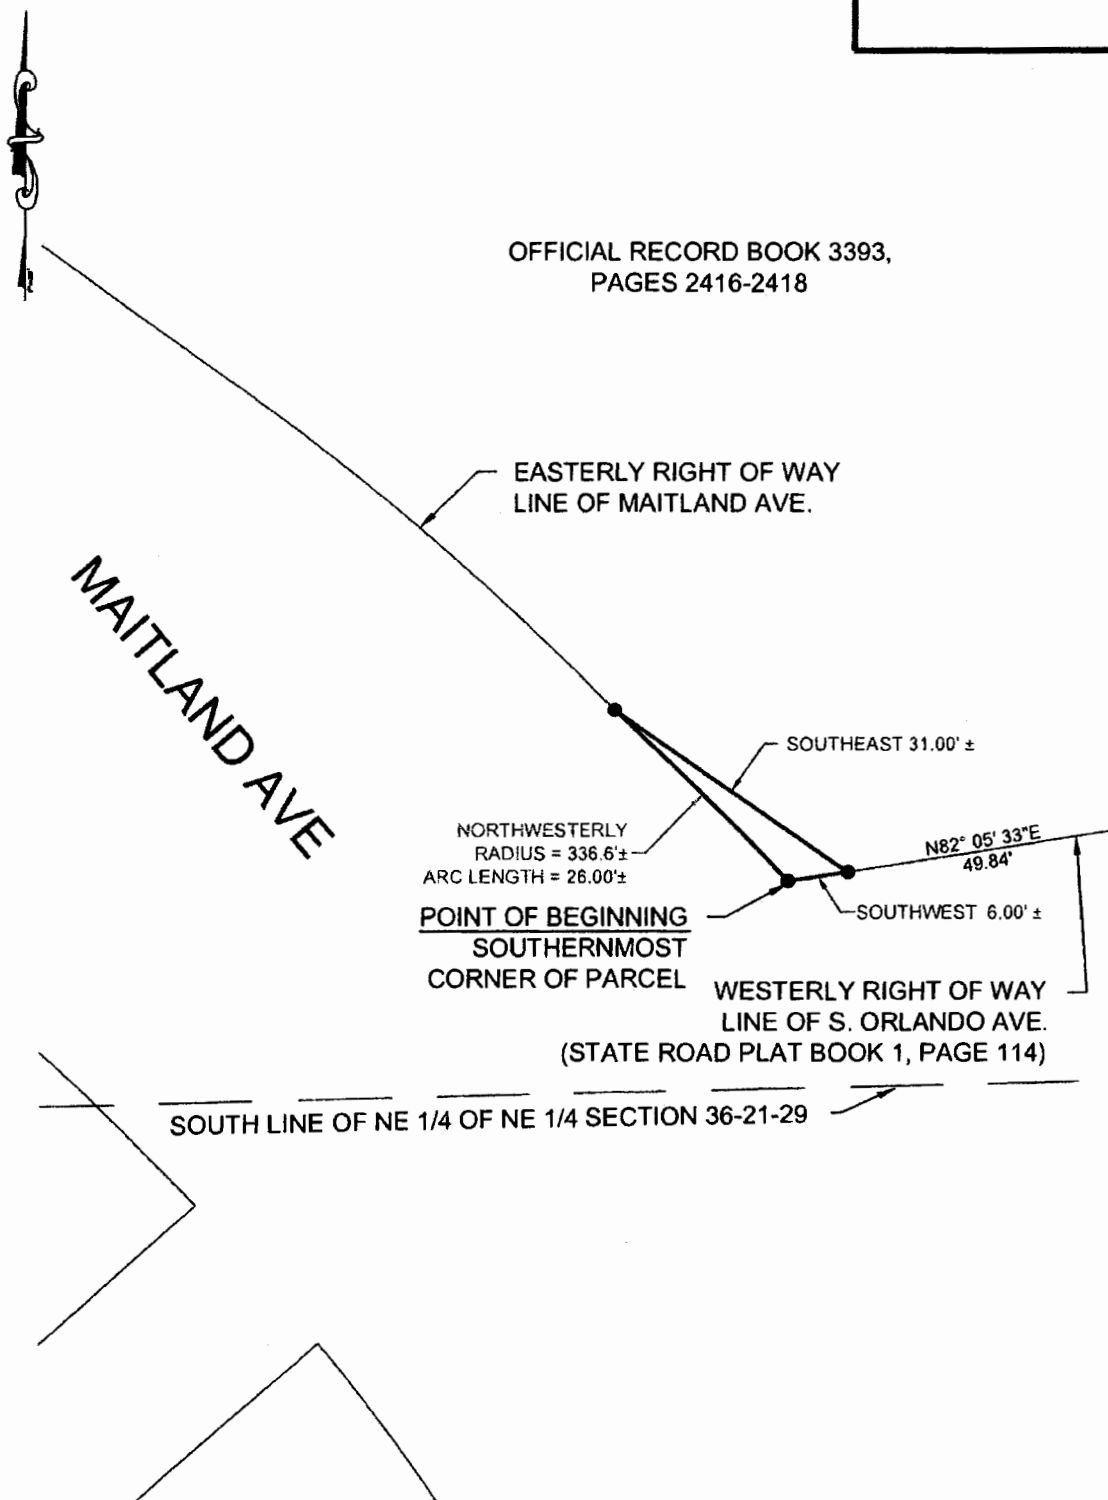 OFFICIAL RECORD BOOK 3393,
PAGES 2416-2418
EASTERLY RIGHT OF WAY
LINE OF MAITLAND AVE.
MAITLAND AVE
SOUTHEAST 31.00' ±
NORTHWESTERLY
RADIUS = 336.6'±
ARC LENGTH = 26.00'±
N82° 05' 33"E
49.84'
POINT OF BEGINNING
SOUTHERNMOST
CORNER OF PARCEL
SOUTHWEST 6.00' ±
WESTERLY RIGHT OF WAY
LINE OF S. ORLANDO AVE.
(STATE ROAD PLAT BOOK 1, PAGE 114)
SOUTH LINE OF NE 1/4 OF NE 1/4 SECTION 36-21-29